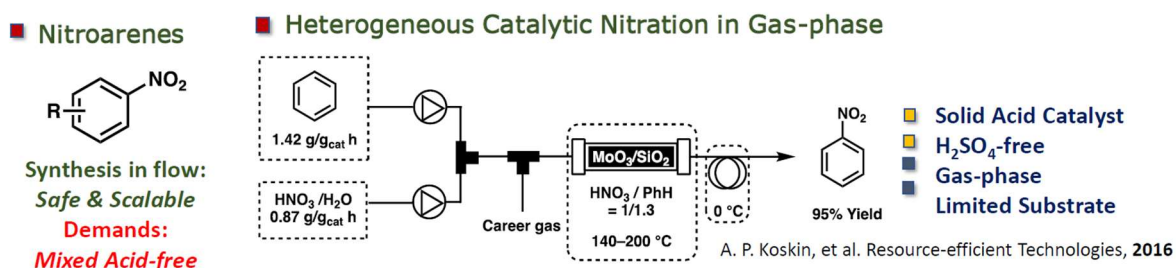 Nitroarenes
R
NO₂
Synthesis in flow:
Safe & Scalable
Demands:
Mixed Acid-free
Heterogeneous Catalytic Nitration in Gas-phase
1.42 g/g_cat h
HNO₃ /H₂O
0.87 g/g_cat h
Career gas
MoO₃/SiO₂
HNO₃ / PhH
= 1/1.3
140–200 °C
0 °C
NO₂
95% Yield
Solid Acid Catalyst
H₂SO₄-free
Gas-phase
Limited Substrate
A. P. Koskin, et al. Resource-efficient Technologies, 2016